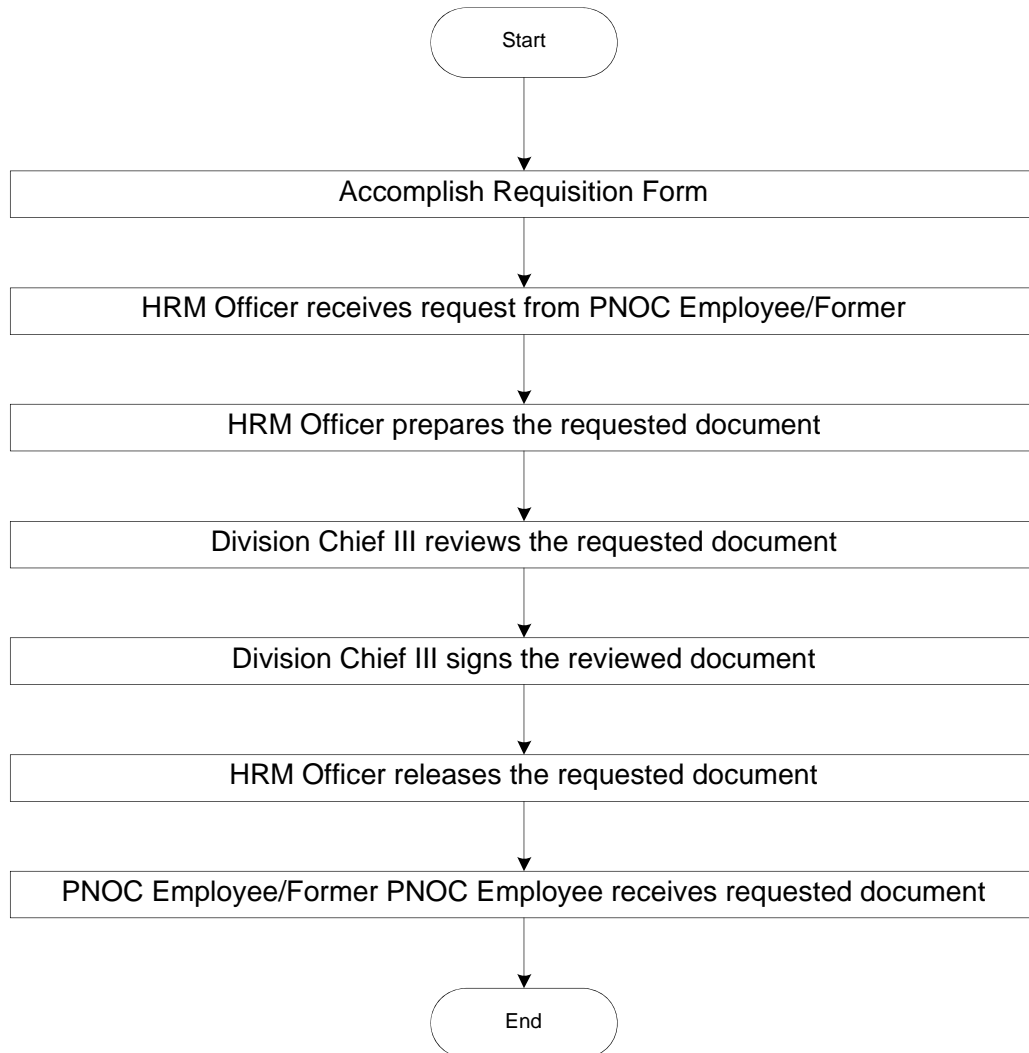 Start
Accomplish Requisition Form
HRM Officer receives request from PNOC Employee/Former
HRM Officer prepares the requested document
Division Chief III reviews the requested document
Division Chief III signs the reviewed document
HRM Officer releases the requested document
PNOC Employee/Former PNOC Employee receives requested document
End